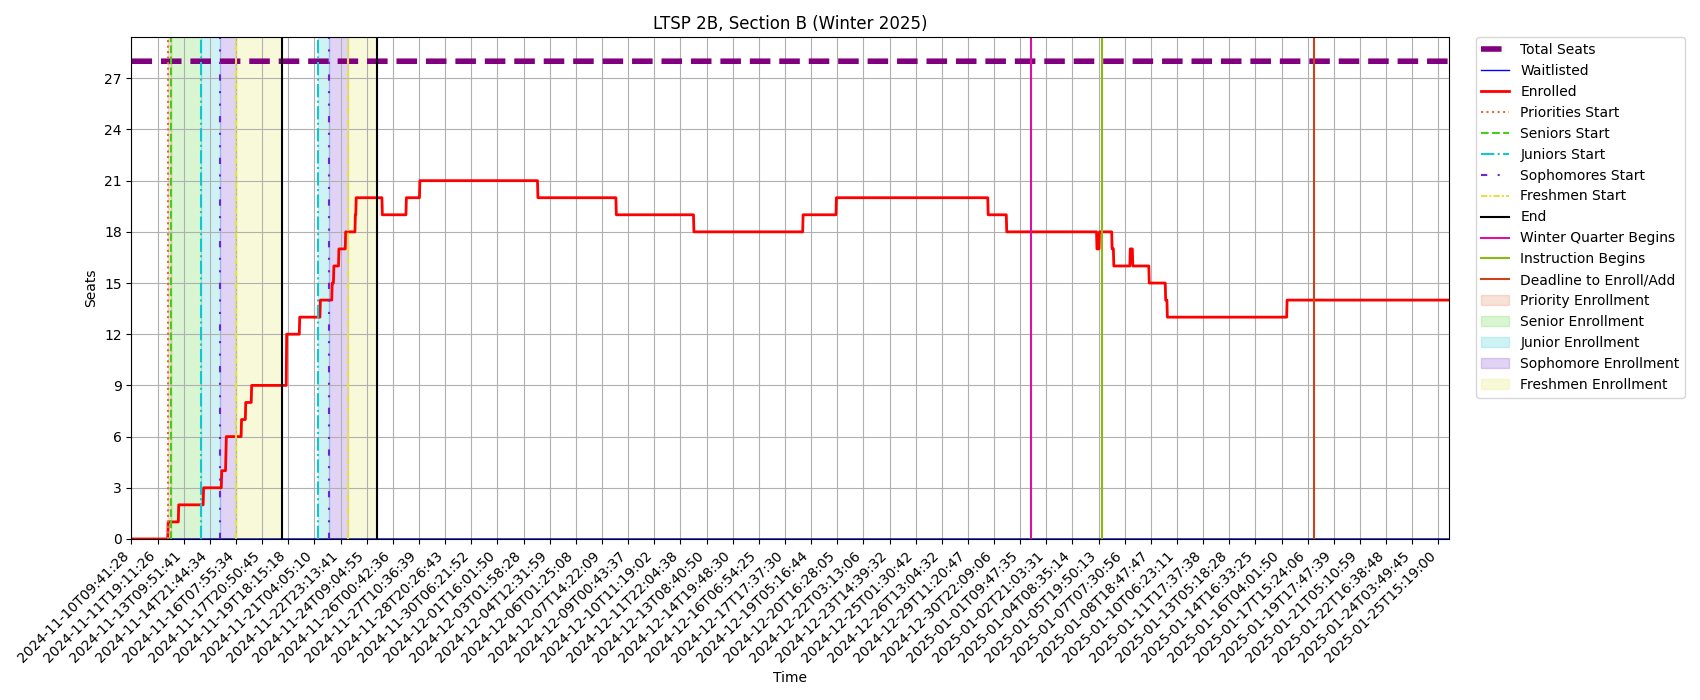 LTSP 2B, Section B (Winter 2025)
Seats
27
24
21
18
15
12
9
6
3
0
2024-11-10T09:41:28
2024-11-11T19:11:26
2024-11-13T09:51:41
2024-11-14T21:44:34
2024-11-16T07:55:34
2024-11-17T20:50:45
2024-11-19T18:15:18
2024-11-21T04:05:10
2024-11-22T23:13:41
2024-11-24T09:04:55
2024-11-26T00:42:36
2024-11-27T10:36:39
2024-11-28T20:26:43
2024-11-30T06:21:52
2024-12-01T16:01:50
2024-12-03T01:58:28
2024-12-04T12:31:59
2024-12-06T01:25:08
2024-12-07T14:22:09
2024-12-09T00:43:37
2024-12-10T11:19:02
2024-12-11T22:04:38
2024-12-13T08:40:50
2024-12-14T19:48:30
2024-12-16T06:54:25
2024-12-17T17:37:30
2024-12-19T05:16:44
2024-12-20T16:28:05
2024-12-22T03:13:06
2024-12-23T14:39:32
2024-12-25T01:30:42
2024-12-26T13:04:32
2024-12-29T11:20:47
2024-12-30T22:09:06
2025-01-01T09:47:35
2025-01-02T21:03:31
2025-01-04T08:35:14
2025-01-05T19:50:13
2025-01-07T07:30:56
2025-01-08T18:47:47
2025-01-10T06:23:11
2025-01-11T17:37:38
2025-01-13T05:18:28
2025-01-14T16:33:25
2025-01-16T04:01:50
2025-01-17T15:24:06
2025-01-19T17:47:39
2025-01-21T05:10:59
2025-01-22T16:38:48
2025-01-24T03:49:45
2025-01-25T15:19:00
Time
Total Seats
Waitlisted
Enrolled
Priorities Start
Seniors Start
Juniors Start
Sophomores Start
Freshmen Start
End
Winter Quarter Begins
Instruction Begins
Deadline to Enroll/Add
Priority Enrollment
Senior Enrollment
Junior Enrollment
Sophomore Enrollment
Freshmen Enrollment